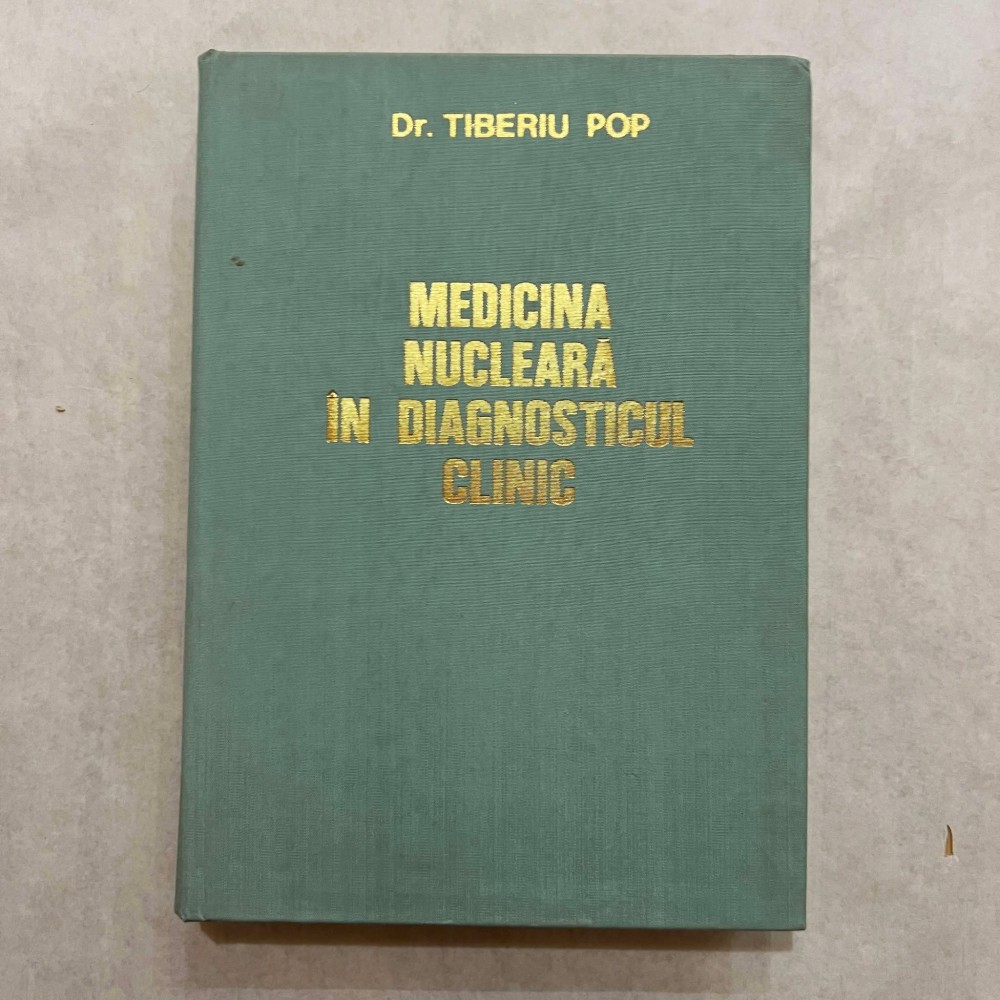 Dr. TIBERIU POP
MEDICINA
NUCLEARĂ
ÎN DIAGNOSTICUL
CLINIC